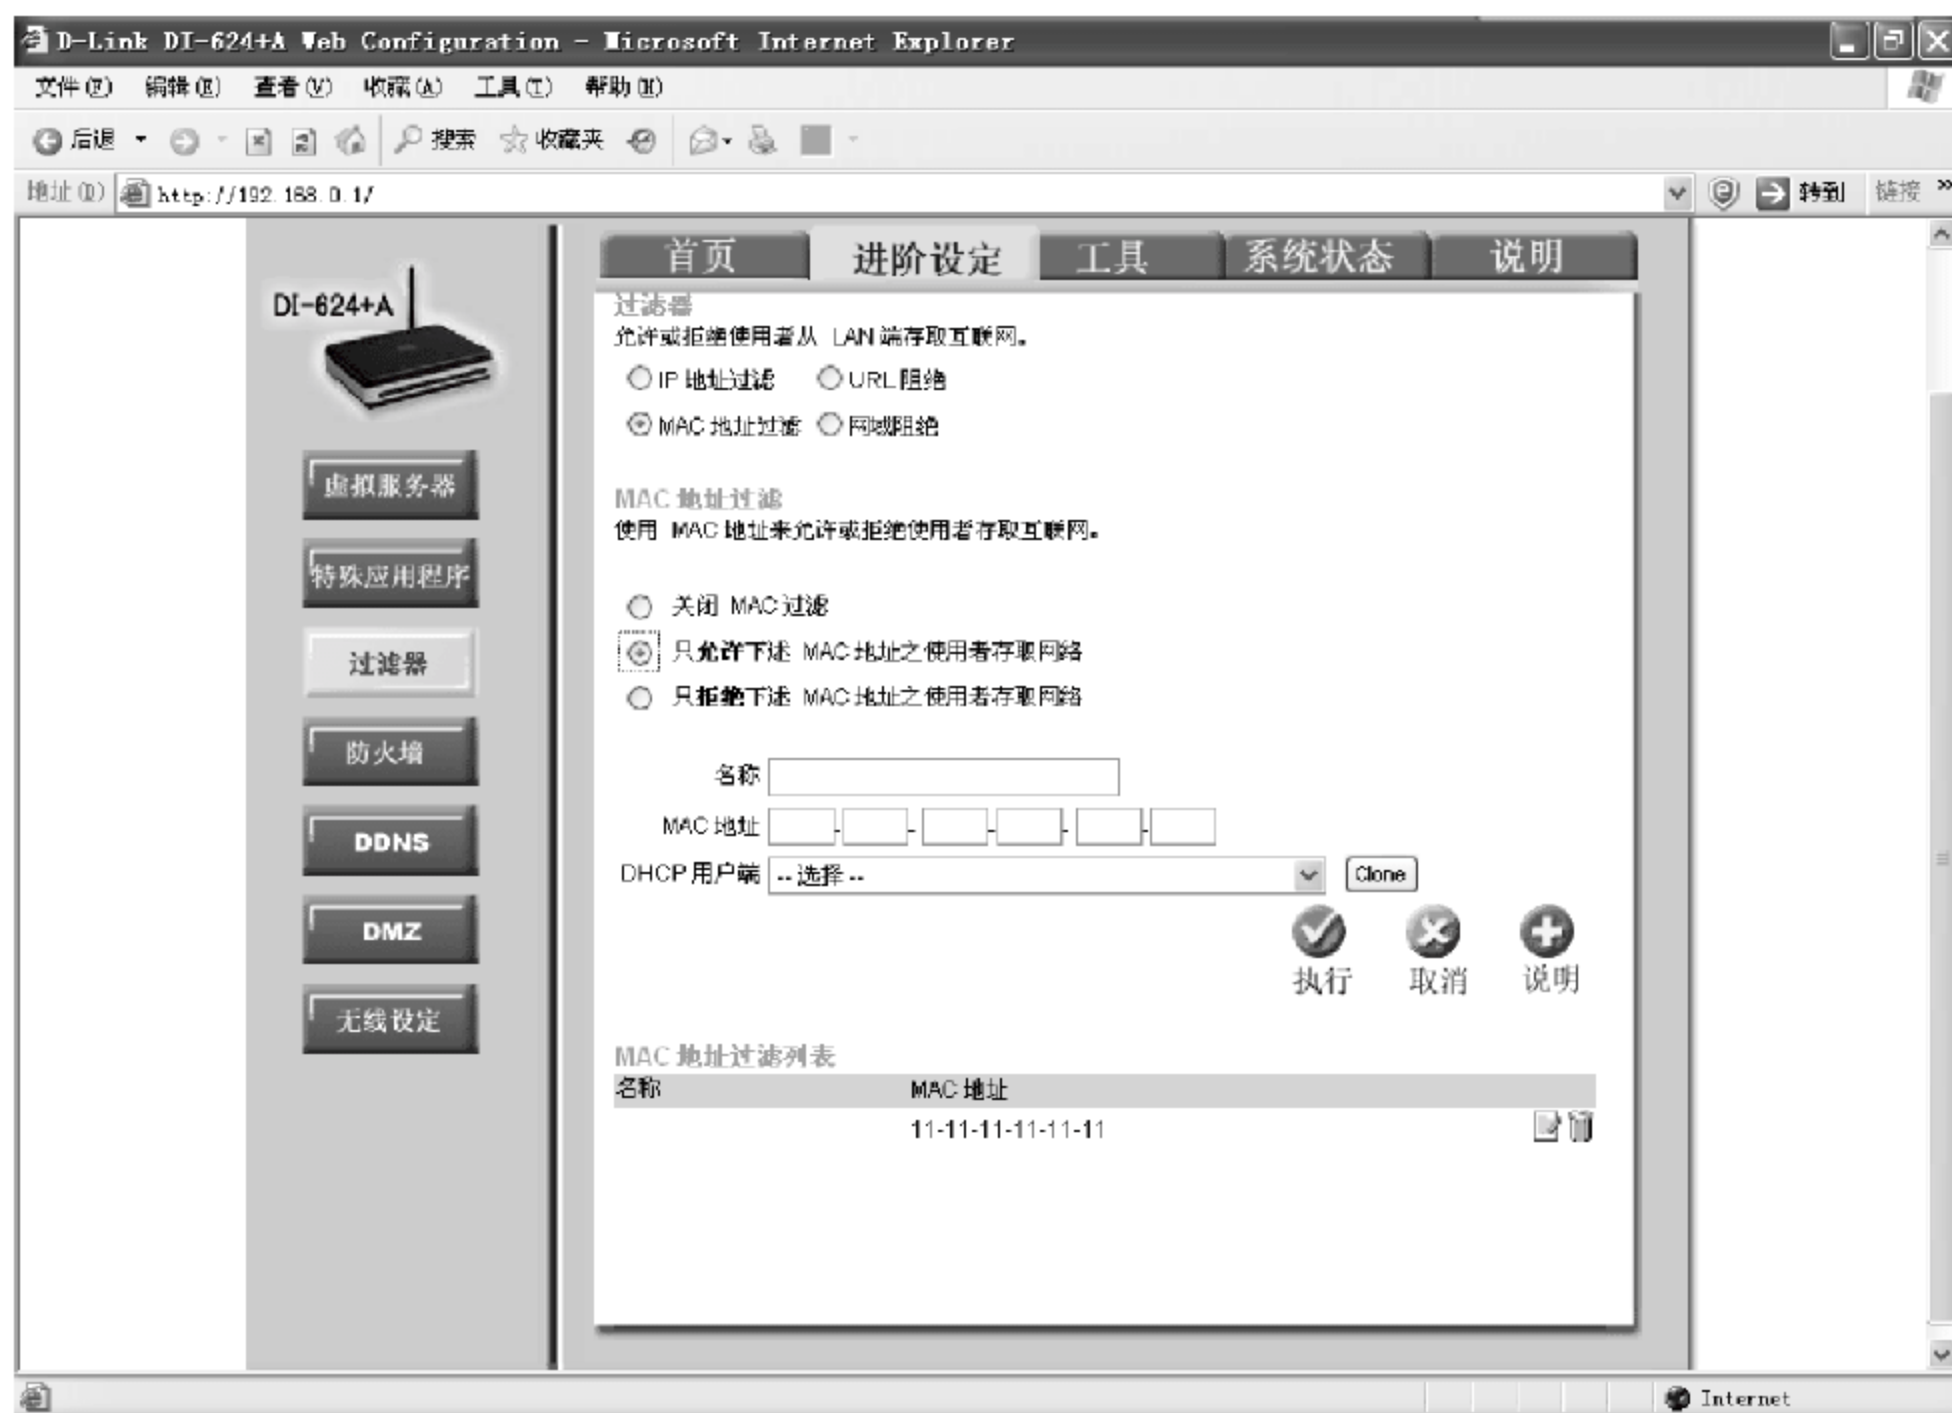 D-Link DI-624+A Web Configuration - Microsoft Internet Explorer
文件(F) 编辑(E) 查看(V) 收藏(A) 工具(T) 帮助(H)
后退 搜索 收藏夹
地址(D) http://192.168.0.1/ 转到 链接 »
首页 进阶设定 工具 系统状态 说明
DI-624+A
虚拟服务器
特殊应用程序
过滤器
防火墙
DDNS
DMZ
无线设定
过滤器
允许或拒绝使用者从 LAN 端存取互联网。
IP 地址过滤 URL 阻绝
MAC 地址过滤 网域阻绝
MAC 地址过滤
使用 MAC 地址来允许或拒绝使用者存取互联网。
关闭 MAC 过滤
只允许下述 MAC 地址之使用者存取网络
只拒绝下述 MAC 地址之使用者存取网络
名称
MAC 地址 - - - - -
DHCP 用户端 -- 选择 -- Clone
执行 取消 说明
MAC 地址过滤列表
名称 MAC 地址
11-11-11-11-11-11
Internet